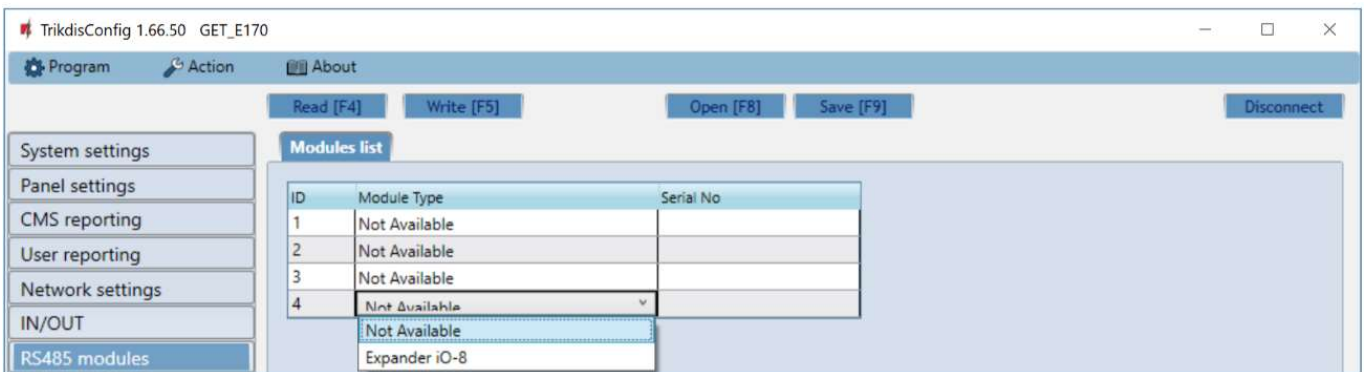 TrikdisConfig 1.66.50 GET_E170
Program Action About
Read [F4] Write [F5] Open [F8] Save [F9] Disconnect
System settings
Panel settings
CMS reporting
User reporting
Network settings
IN/OUT
RS485 modules
Modules list
ID Module Type Serial No
1 Not Available
2 Not Available
3 Not Available
4 Not Available
Not Available
Expander iO-8